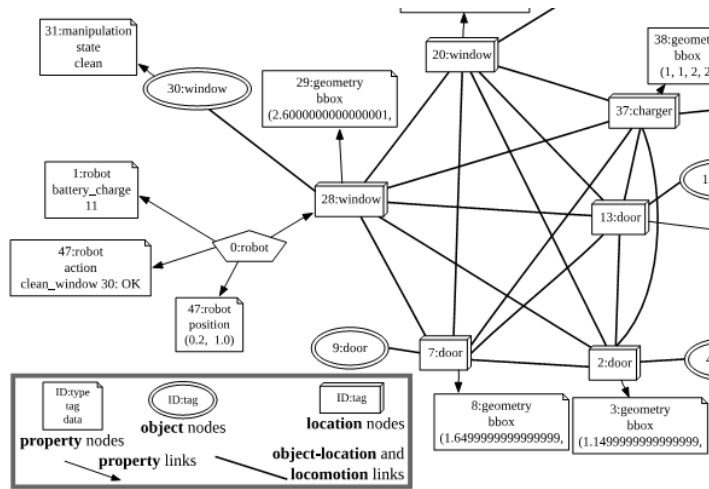 31:manipulation
state
clean
30:window
29:geometry
bbox
(2.6000000000000001,
20:window
38:geomet
bbox
(1, 1, 2, 2
37:charger
1:robot
battery_charge
11
28:window
13:door
0:robot
47:robot
action
clean_window 30: OK
47:robot
position
(0.2, 1.0)
9:door
7:door
2:door
8:geometry
bbox
(1.6499999999999999,
3:geometry
bbox
(1.1499999999999999,
ID:type
tag
data
property nodes
ID:tag
object nodes
ID:tag
location nodes
property links
object-location and
locomotion links